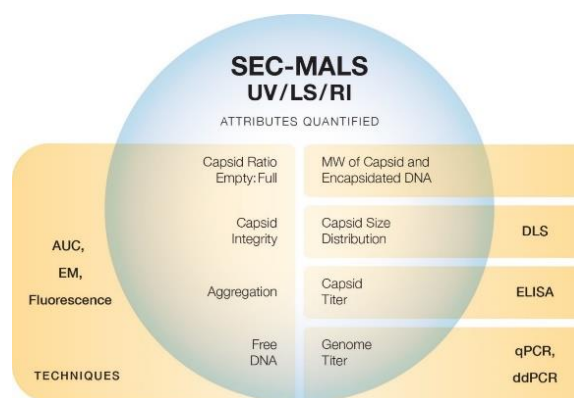 SEC-MALS
UV/LS/RI
ATTRIBUTES QUANTIFIED
Capsid Ratio
Empty:Full
MW of Capsid and
Encapsidated DNA
Capsid
Integrity
Capsid Size
Distribution
DLS
AUC,
EM,
Fluorescence
Aggregation
Capsid
Titer
ELISA
Free
DNA
Genome
Titer
qPCR,
ddPCR
TECHNIQUES